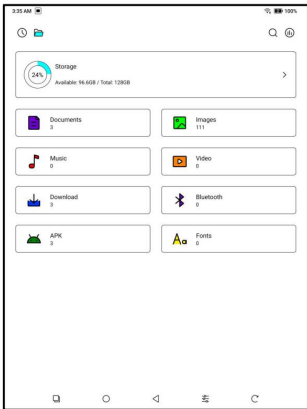 3:35 AM
100%
24%
Storage
Available: 96.6GB / Total: 128GB
Documents
3
Images
111
Music
0
Video
0
Download
3
Bluetooth
0
APK
3
Aa
Fonts
0